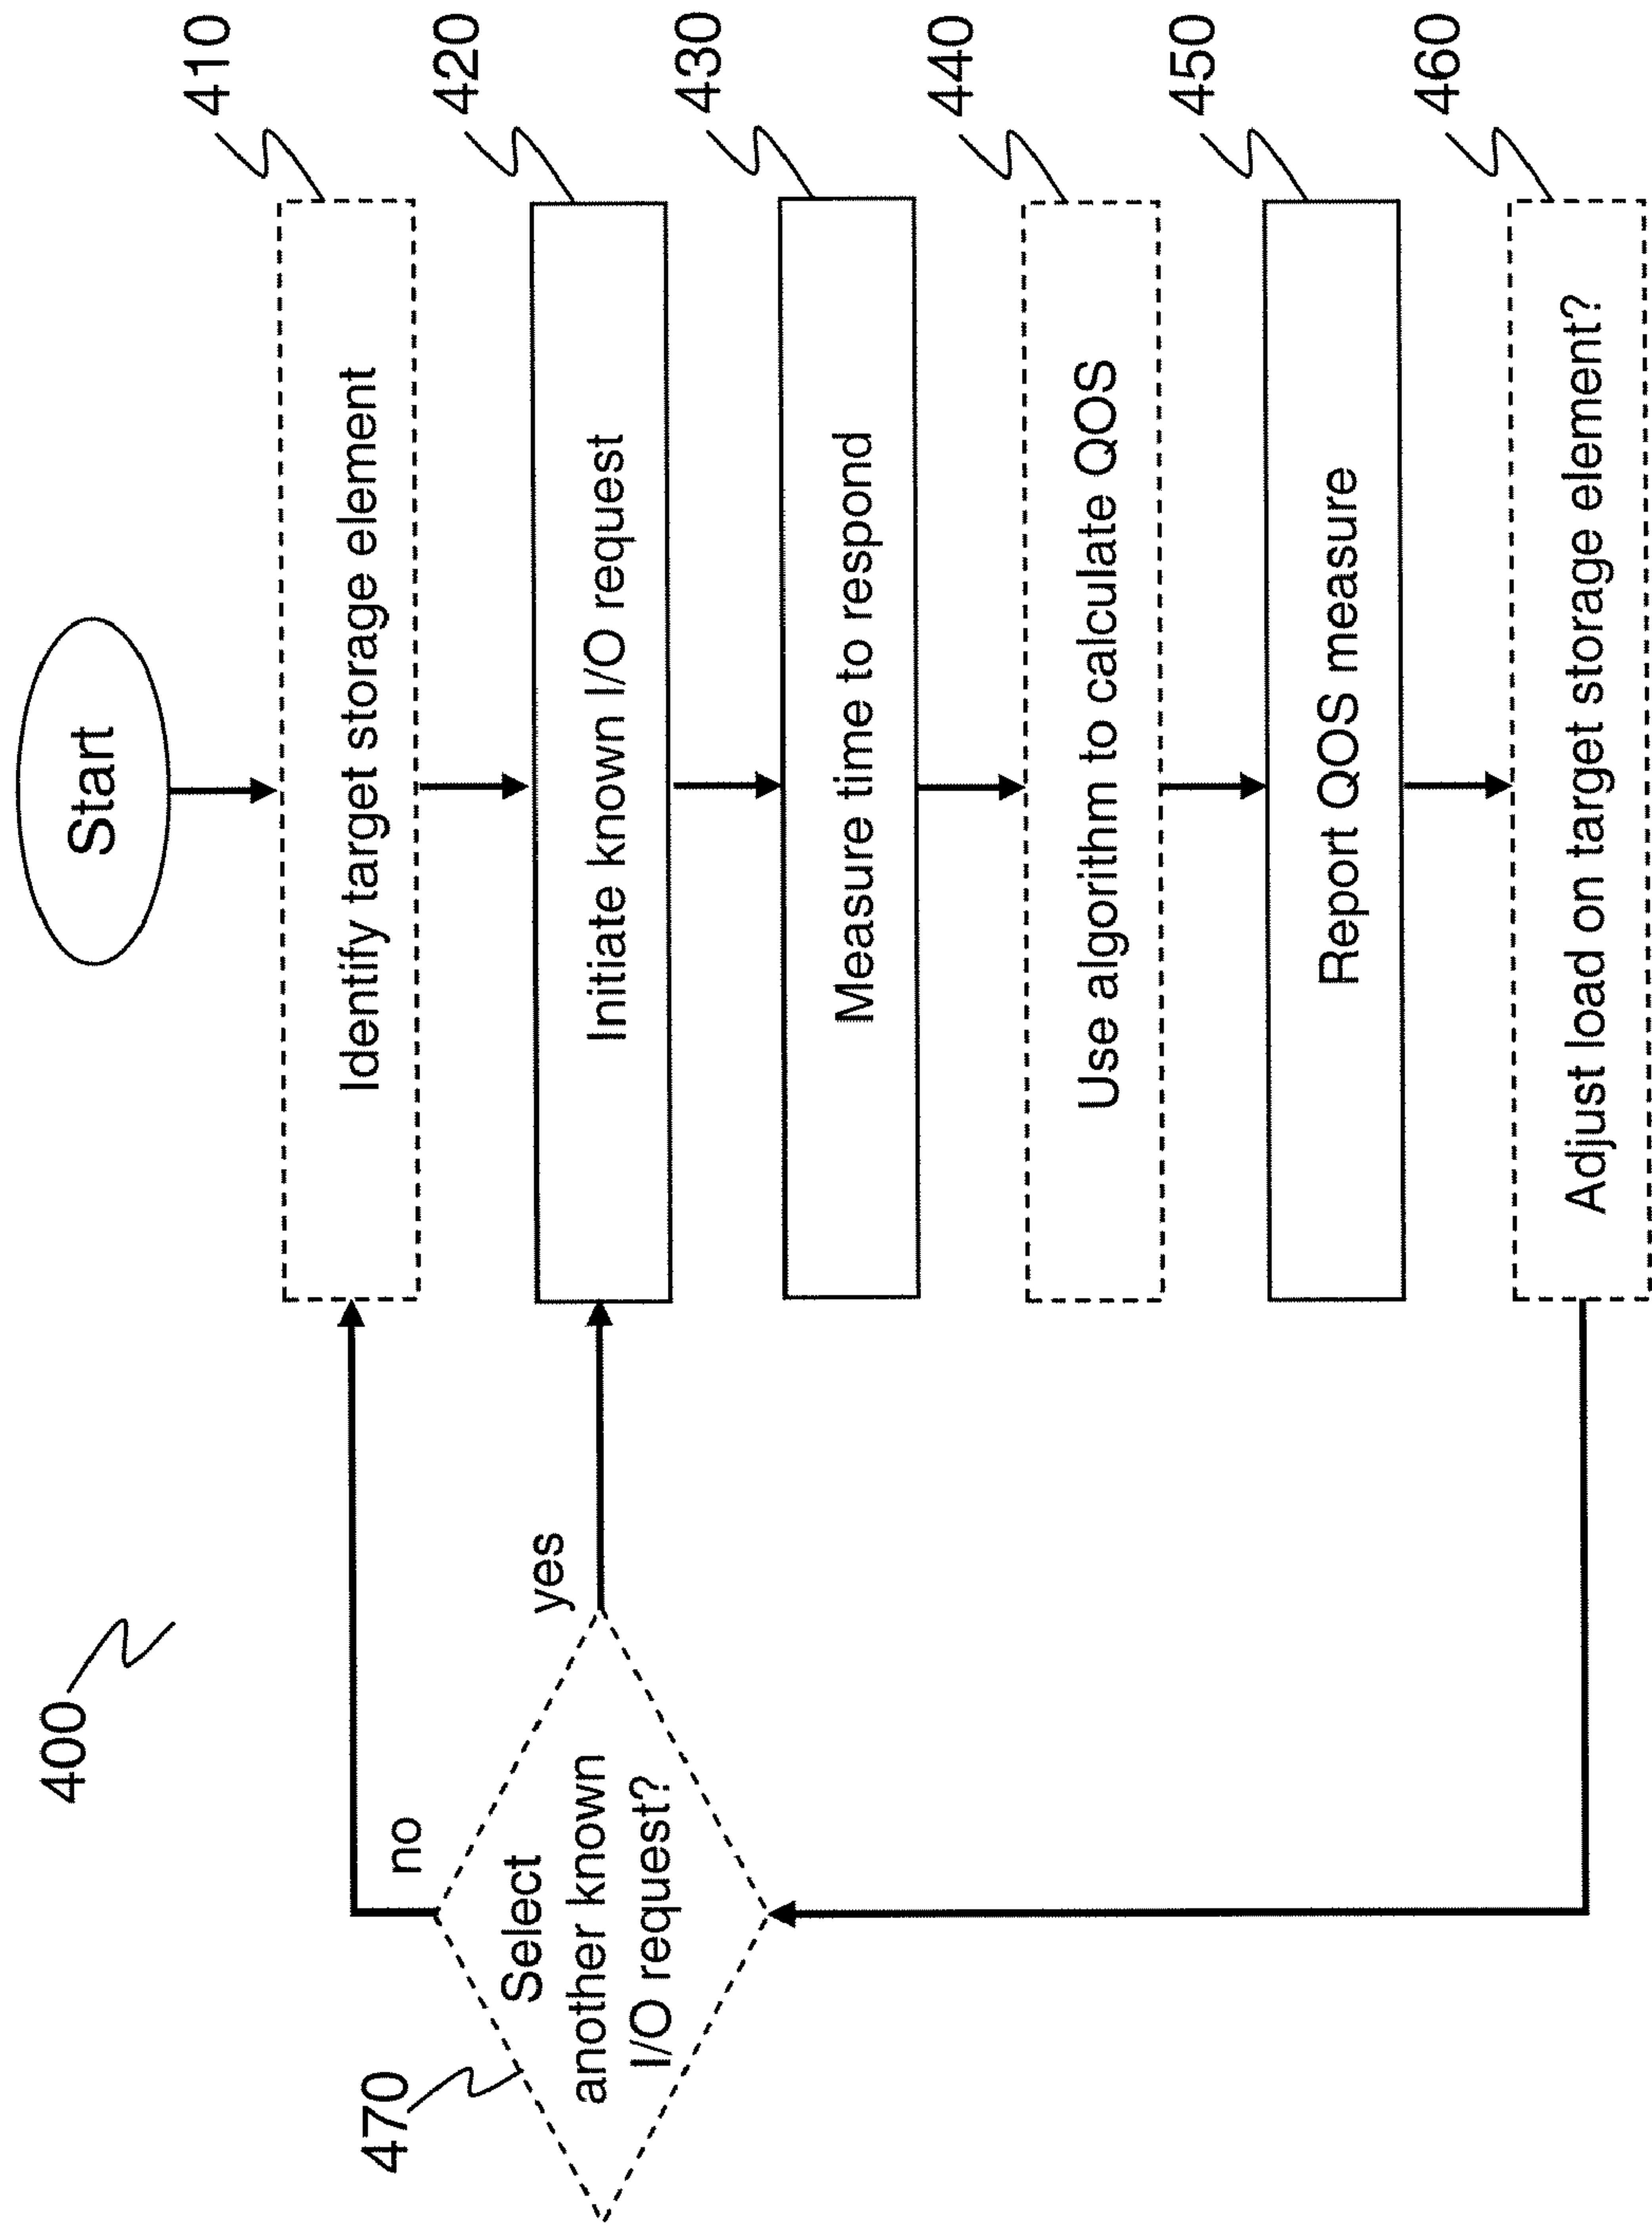 400
Start
Identify target storage element
410
Initiate known I/O request
420
Measure time to respond
430
Use algorithm to calculate QOS
440
Report QOS measure
450
Adjust load on target storage element?
460
470
Select
another known
I/O request?
no
yes